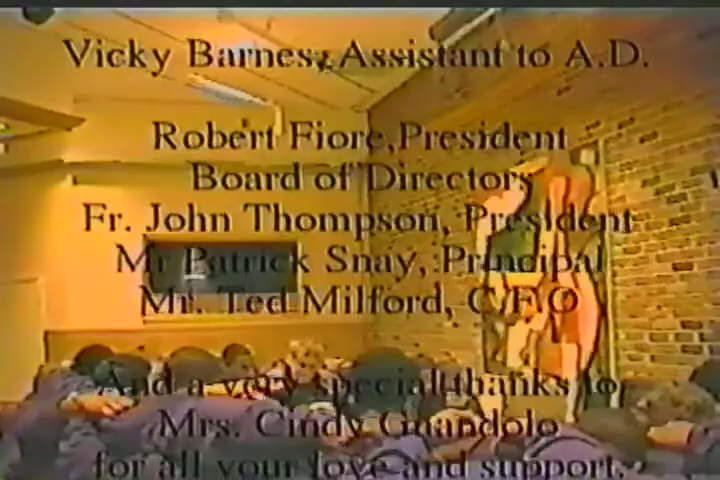 Vicky Barnes, Assistant to A.D.
Robert Fiore, President
Board of Directors
Fr. John Thompson, President
Mr Patrick Snay, Principal
Mr. Ted Milford, C.F.O
And a very special thanks to
Mrs. Cindy Guandolo
for all your love and support.